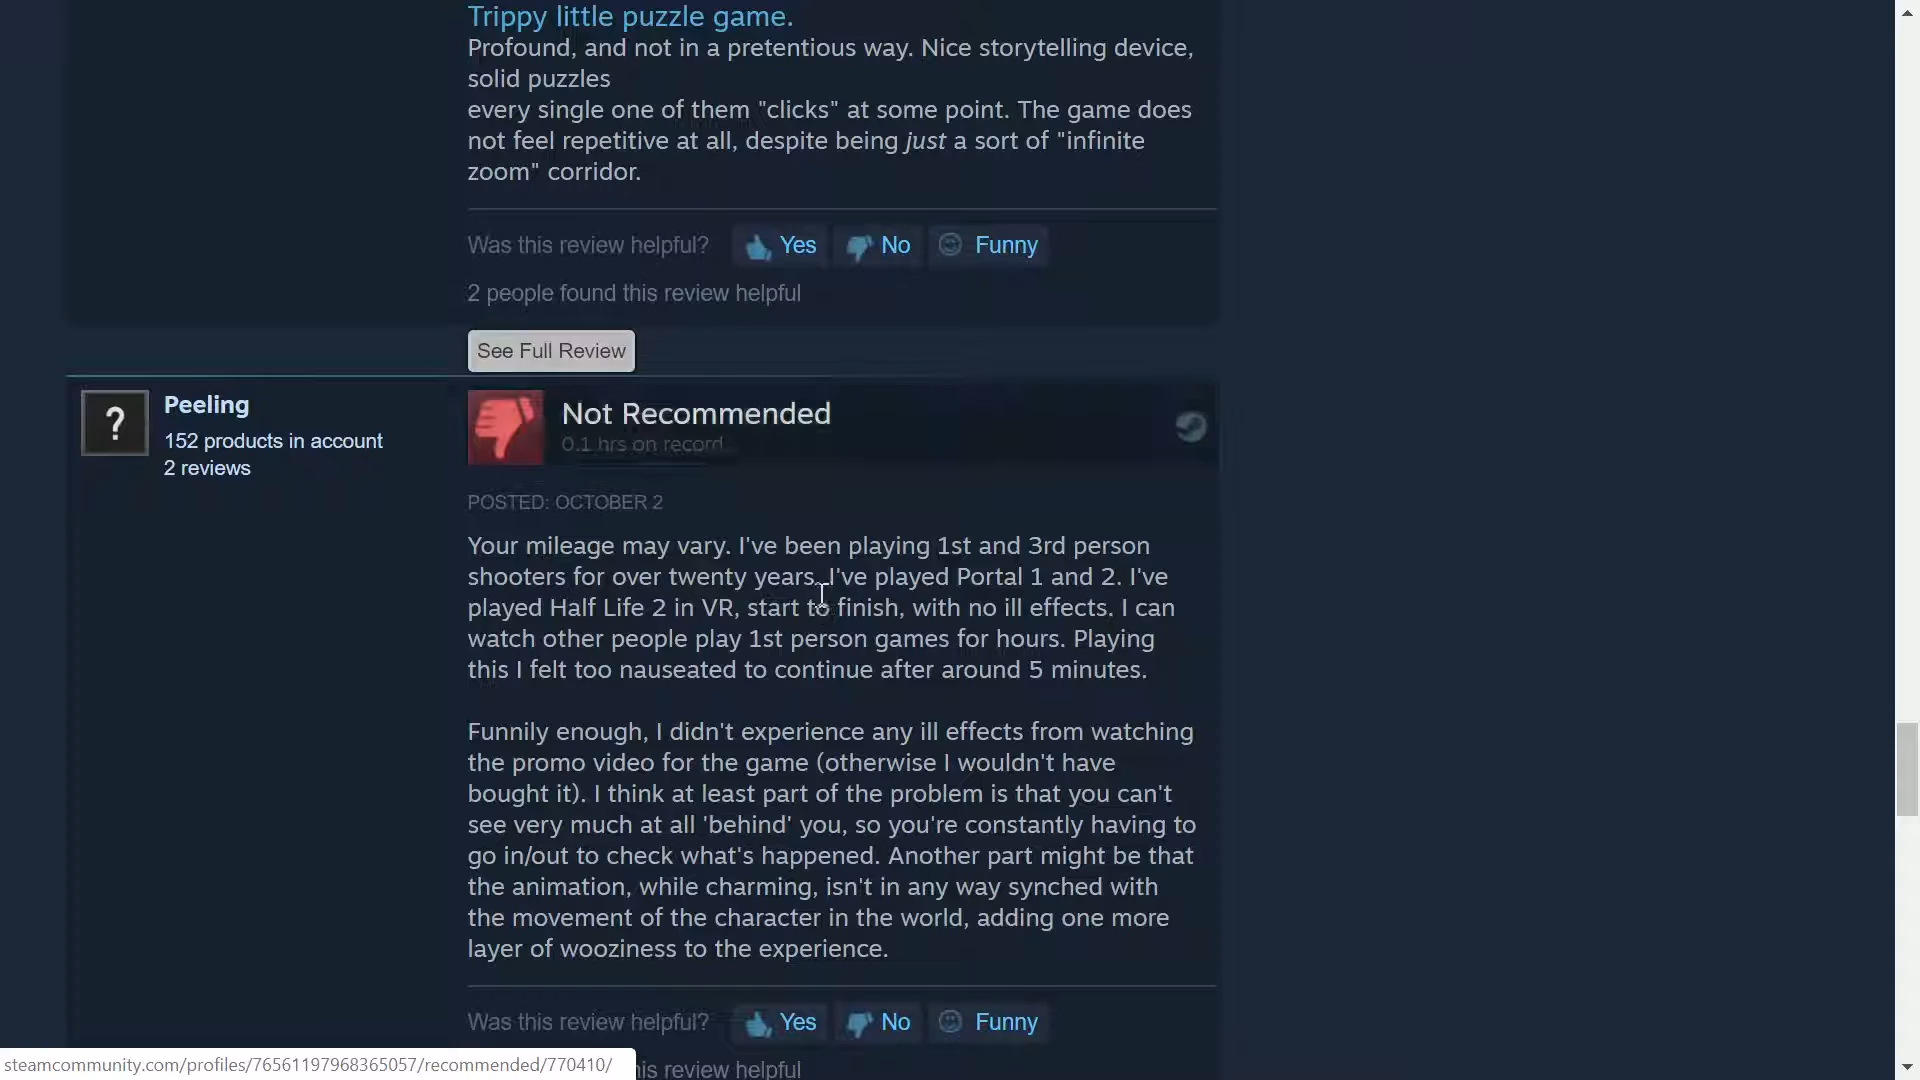 Trippy little puzzle game.
Profound, and not in a pretentious way. Nice storytelling device,
solid puzzles
every single one of them "clicks" at some point. The game does
not feel repetitive at all, despite being just a sort of "infinite
zoom" corridor.
Was this review helpful? Yes No Funny
2 people found this review helpful
See Full Review
?
Peeling
152 products in account
2 reviews
Not Recommended
0.1 hrs on record
POSTED: OCTOBER 2
Your mileage may vary. I've been playing 1st and 3rd person
shooters for over twenty years. I've played Portal 1 and 2. I've
played Half Life 2 in VR, start to finish, with no ill effects. I can
watch other people play 1st person games for hours. Playing
this I felt too nauseated to continue after around 5 minutes.
Funnily enough, I didn't experience any ill effects from watching
the promo video for the game (otherwise I wouldn't have
bought it). I think at least part of the problem is that you can't
see very much at all 'behind' you, so you're constantly having to
go in/out to check what's happened. Another part might be that
the animation, while charming, isn't in any way synched with
the movement of the character in the world, adding one more
layer of wooziness to the experience.
Was this review helpful? Yes No Funny
his review helpful
steamcommunity.com/profiles/76561197968365057/recommended/770410/